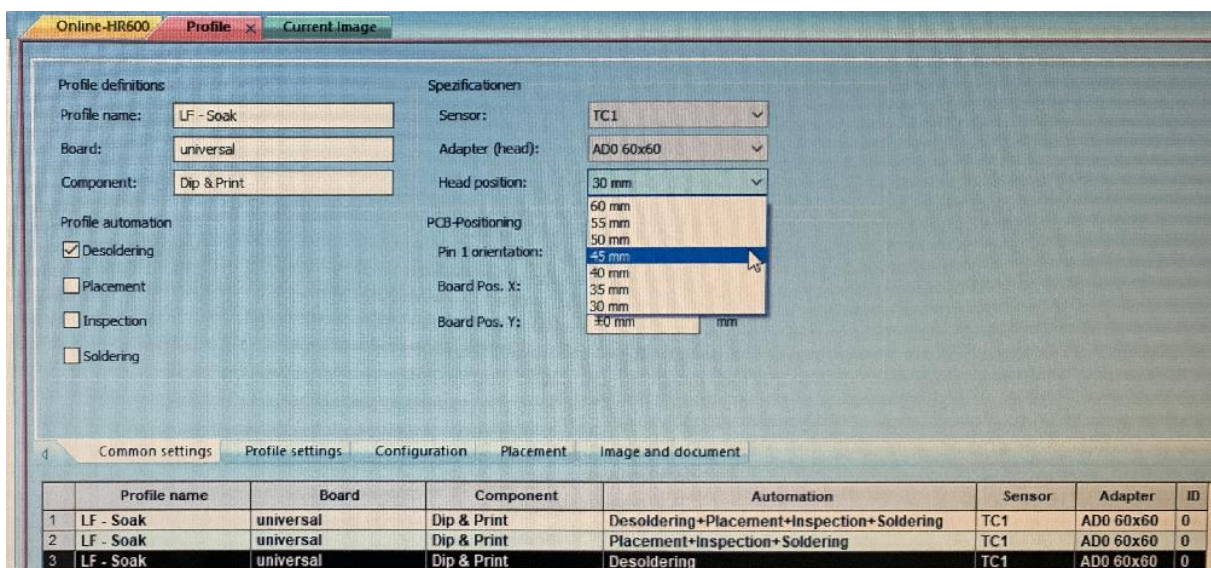 Online-HR600 Profile × Current Image
Profile definitions Spezificationen
Profile name: LF - Soak Sensor: TC1
Board: universal Adapter (head): AD0 60x60
Component: Dip & Print Head position: 30 mm
60 mm
Profile automation PCB-Positioning 55 mm
50 mm
Desoldering Pin 1 orientation: 45 mm
40 mm
Placement Board Pos. X: 35 mm
30 mm
Inspection Board Pos. Y: ±0 mm mm
Soldering
Common settings Profile settings Configuration Placement Image and document
Profile name Board Component Automation Sensor Adapter ID
1 LF - Soak universal Dip & Print Desoldering+Placement+Inspection+Soldering TC1 AD0 60x60 0
2 LF - Soak universal Dip & Print Placement+Inspection+Soldering TC1 AD0 60x60 0
3 LF - Soak universal Dip & Print Desoldering TC1 AD0 60x60 0